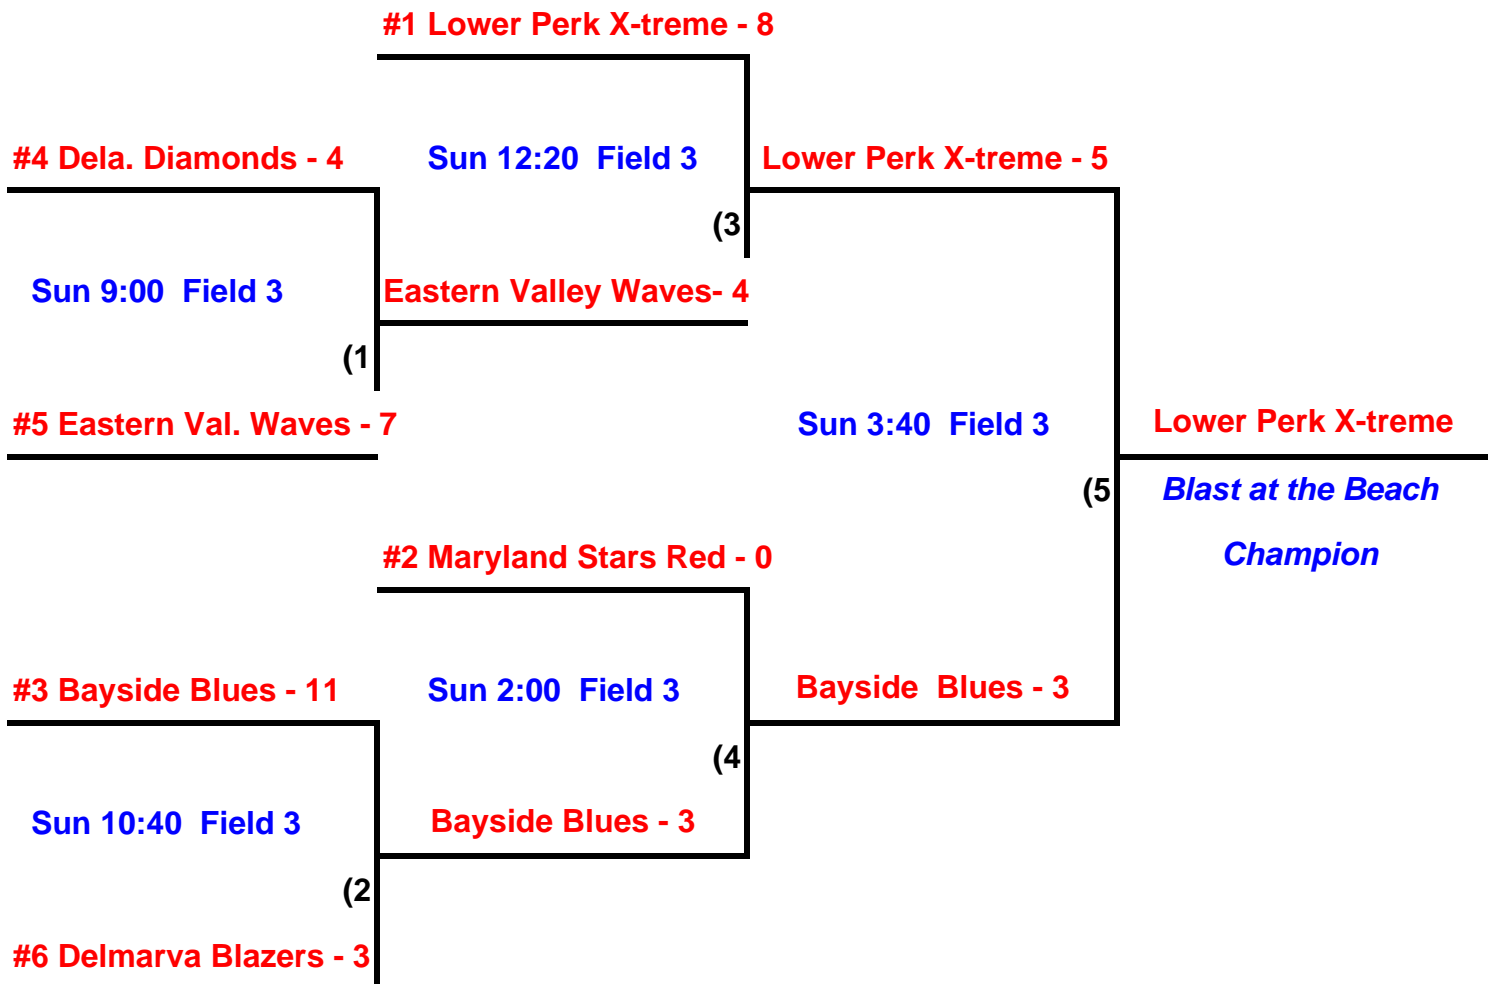 #1 Lower Perk X-treme - 8
#4 Dela. Diamonds - 4
Sun 12:20  Field 3
Lower Perk X-treme - 5
(3
Sun 9:00  Field 3
Eastern Valley Waves- 4
(1
#5 Eastern Val. Waves - 7
Sun 3:40  Field 3
Lower Perk X-treme
(5
Blast at the Beach
Champion
#2 Maryland Stars Red - 0
#3 Bayside Blues - 11
Sun 2:00  Field 3
Bayside  Blues - 3
(4
Sun 10:40  Field 3
Bayside Blues - 3
(2
#6 Delmarva Blazers - 3